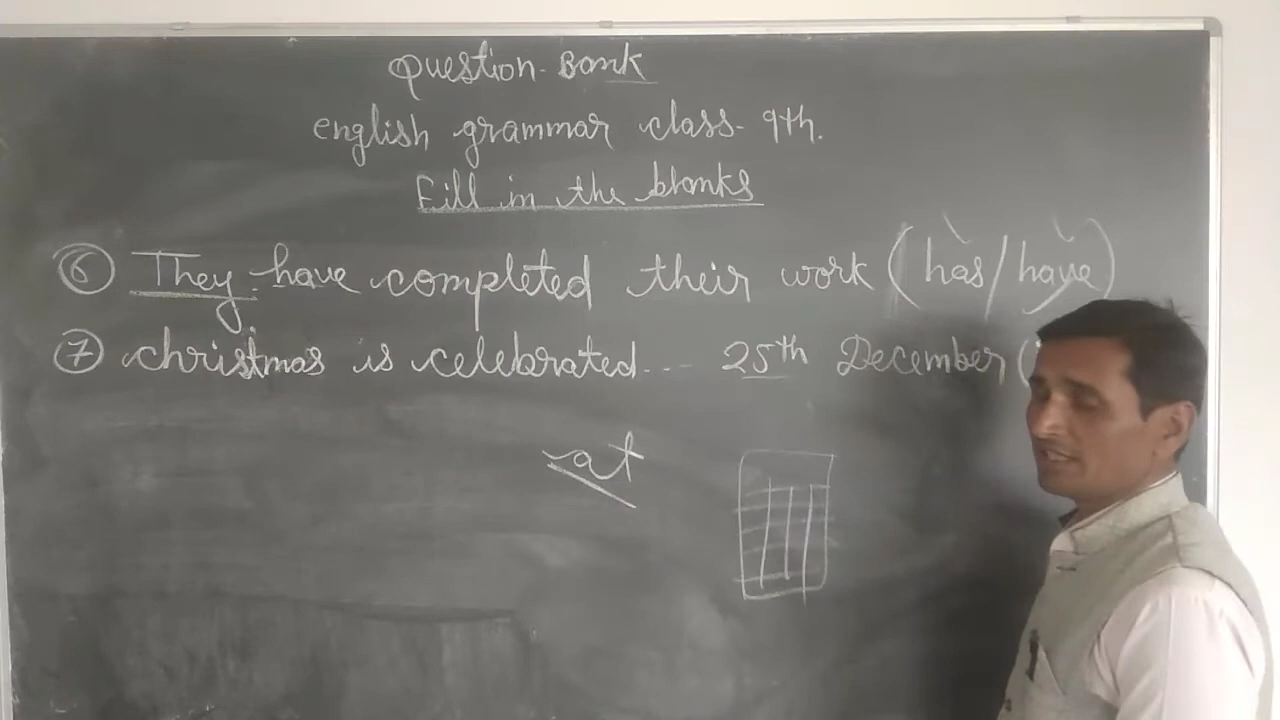 Question-Bank
english grammar class-9th.
Fill in the blanks
⑥ They have completed their work (has/have)
⑦ christmas is celebrated.... 25th December (
at